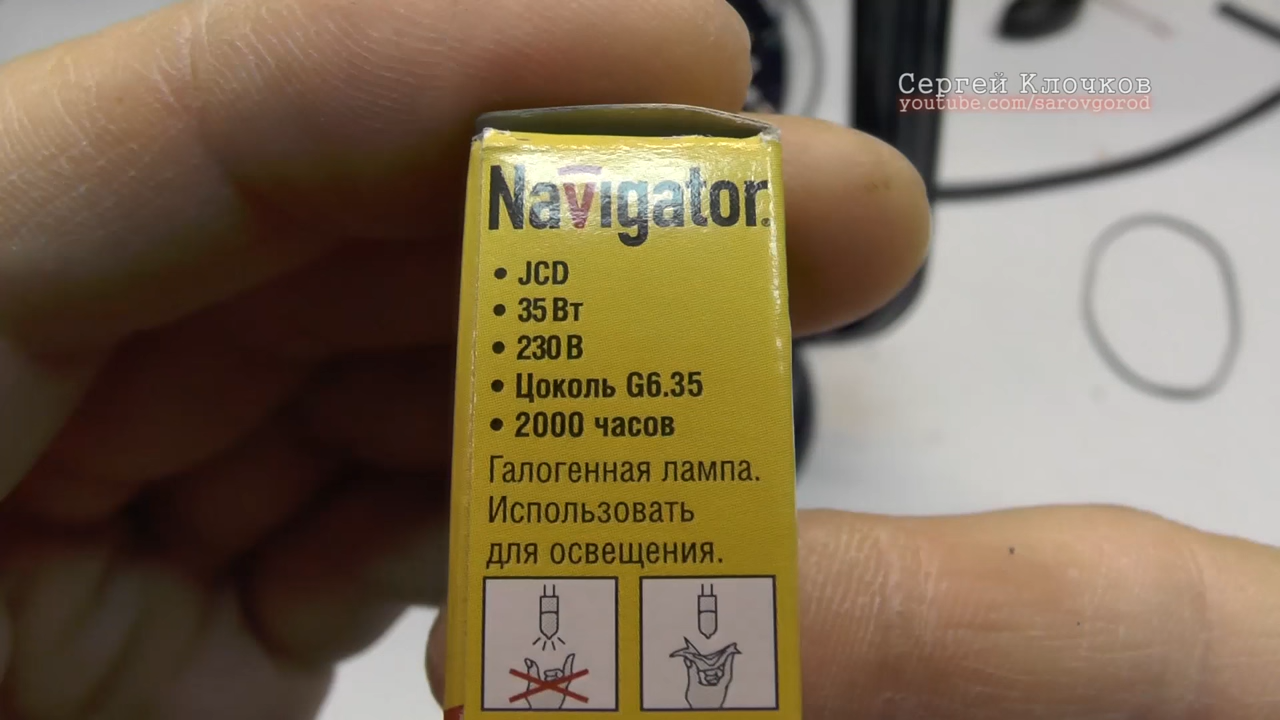 Сергей Клочков
youtube.com/sarovgorod
Navigator.
• JCD
• 35 Вт
• 230 В
• Цоколь G6.35
• 2000 часов
Галогенная лампа.
Использовать
для освещения.